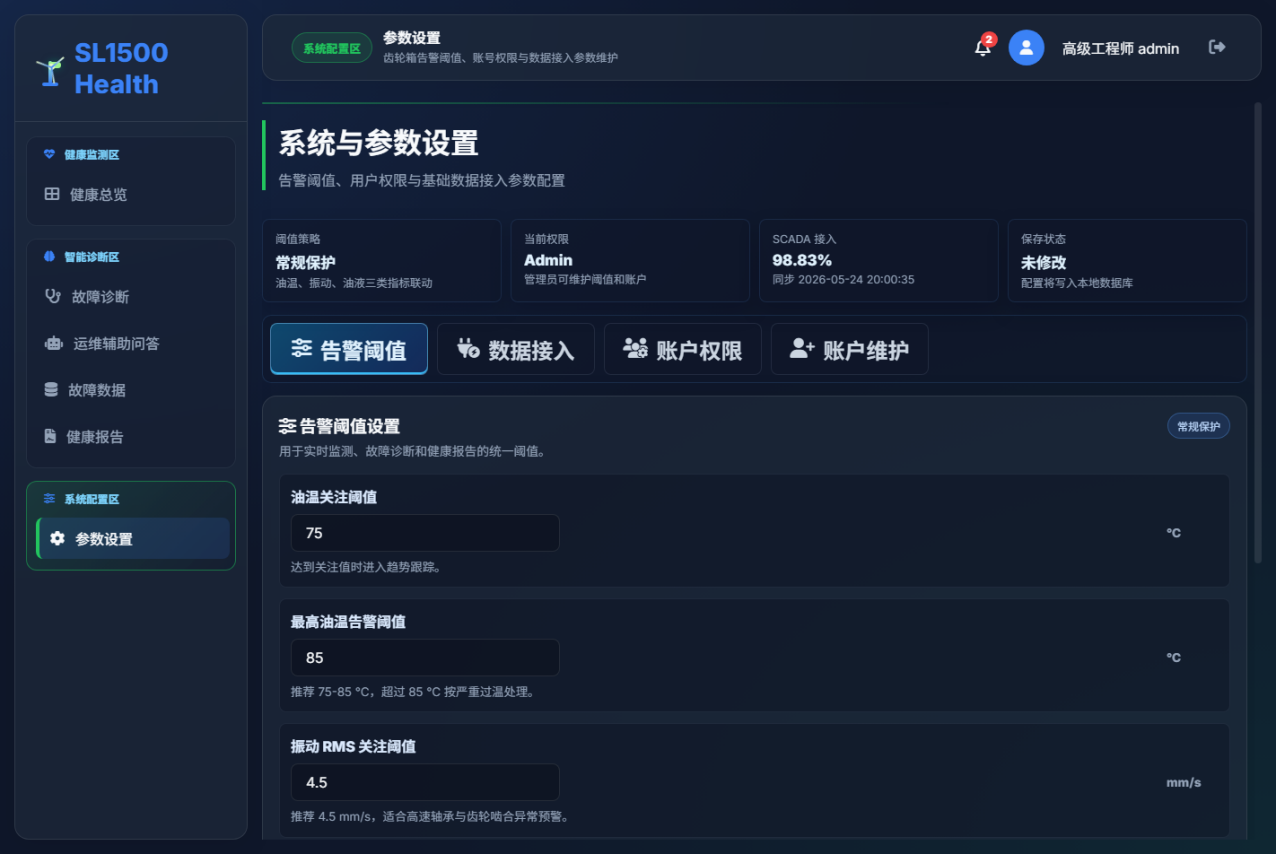 SL1500
Health
健康监测区
健康总览
智能诊断区
故障诊断
运维辅助问答
故障数据
健康报告
系统配置区
参数设置
系统配置区
参数设置
齿轮箱告警阈值、账号权限与数据接入参数维护
2
高级工程师 admin
系统与参数设置
告警阈值、用户权限与基础数据接入参数配置
阈值策略
常规保护
油温、振动、油液三类指标联动
当前权限
Admin
管理员可维护阈值和账户
SCADA 接入
98.83%
同步 2026-05-24 20:00:35
保存状态
未修改
配置将写入本地数据库
告警阈值
数据接入
账户权限
账户维护
告警阈值设置
用于实时监测、故障诊断和健康报告的统一阈值。
常规保护
油温关注阈值
75
°C
达到关注值时进入趋势跟踪。
最高油温告警阈值
85
°C
推荐 75-85 °C，超过 85 °C 按严重过温处理。
振动 RMS 关注阈值
4.5
mm/s
推荐 4.5 mm/s，适合高速轴承与齿轮啮合异常预警。